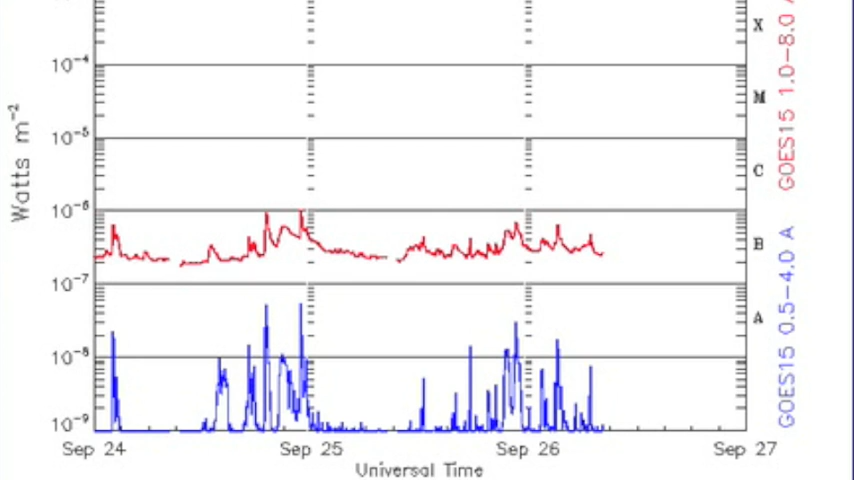 X
10⁻⁴
M
10⁻⁵
C
10⁻⁶
B
10⁻⁷
A
10⁻⁸
10⁻⁹
Sep 24 Sep 25 Sep 26 Sep 27
Universal Time
Watts m⁻²
GOES15 1.0-8.0 A
GOES15 0.5-4.0 A